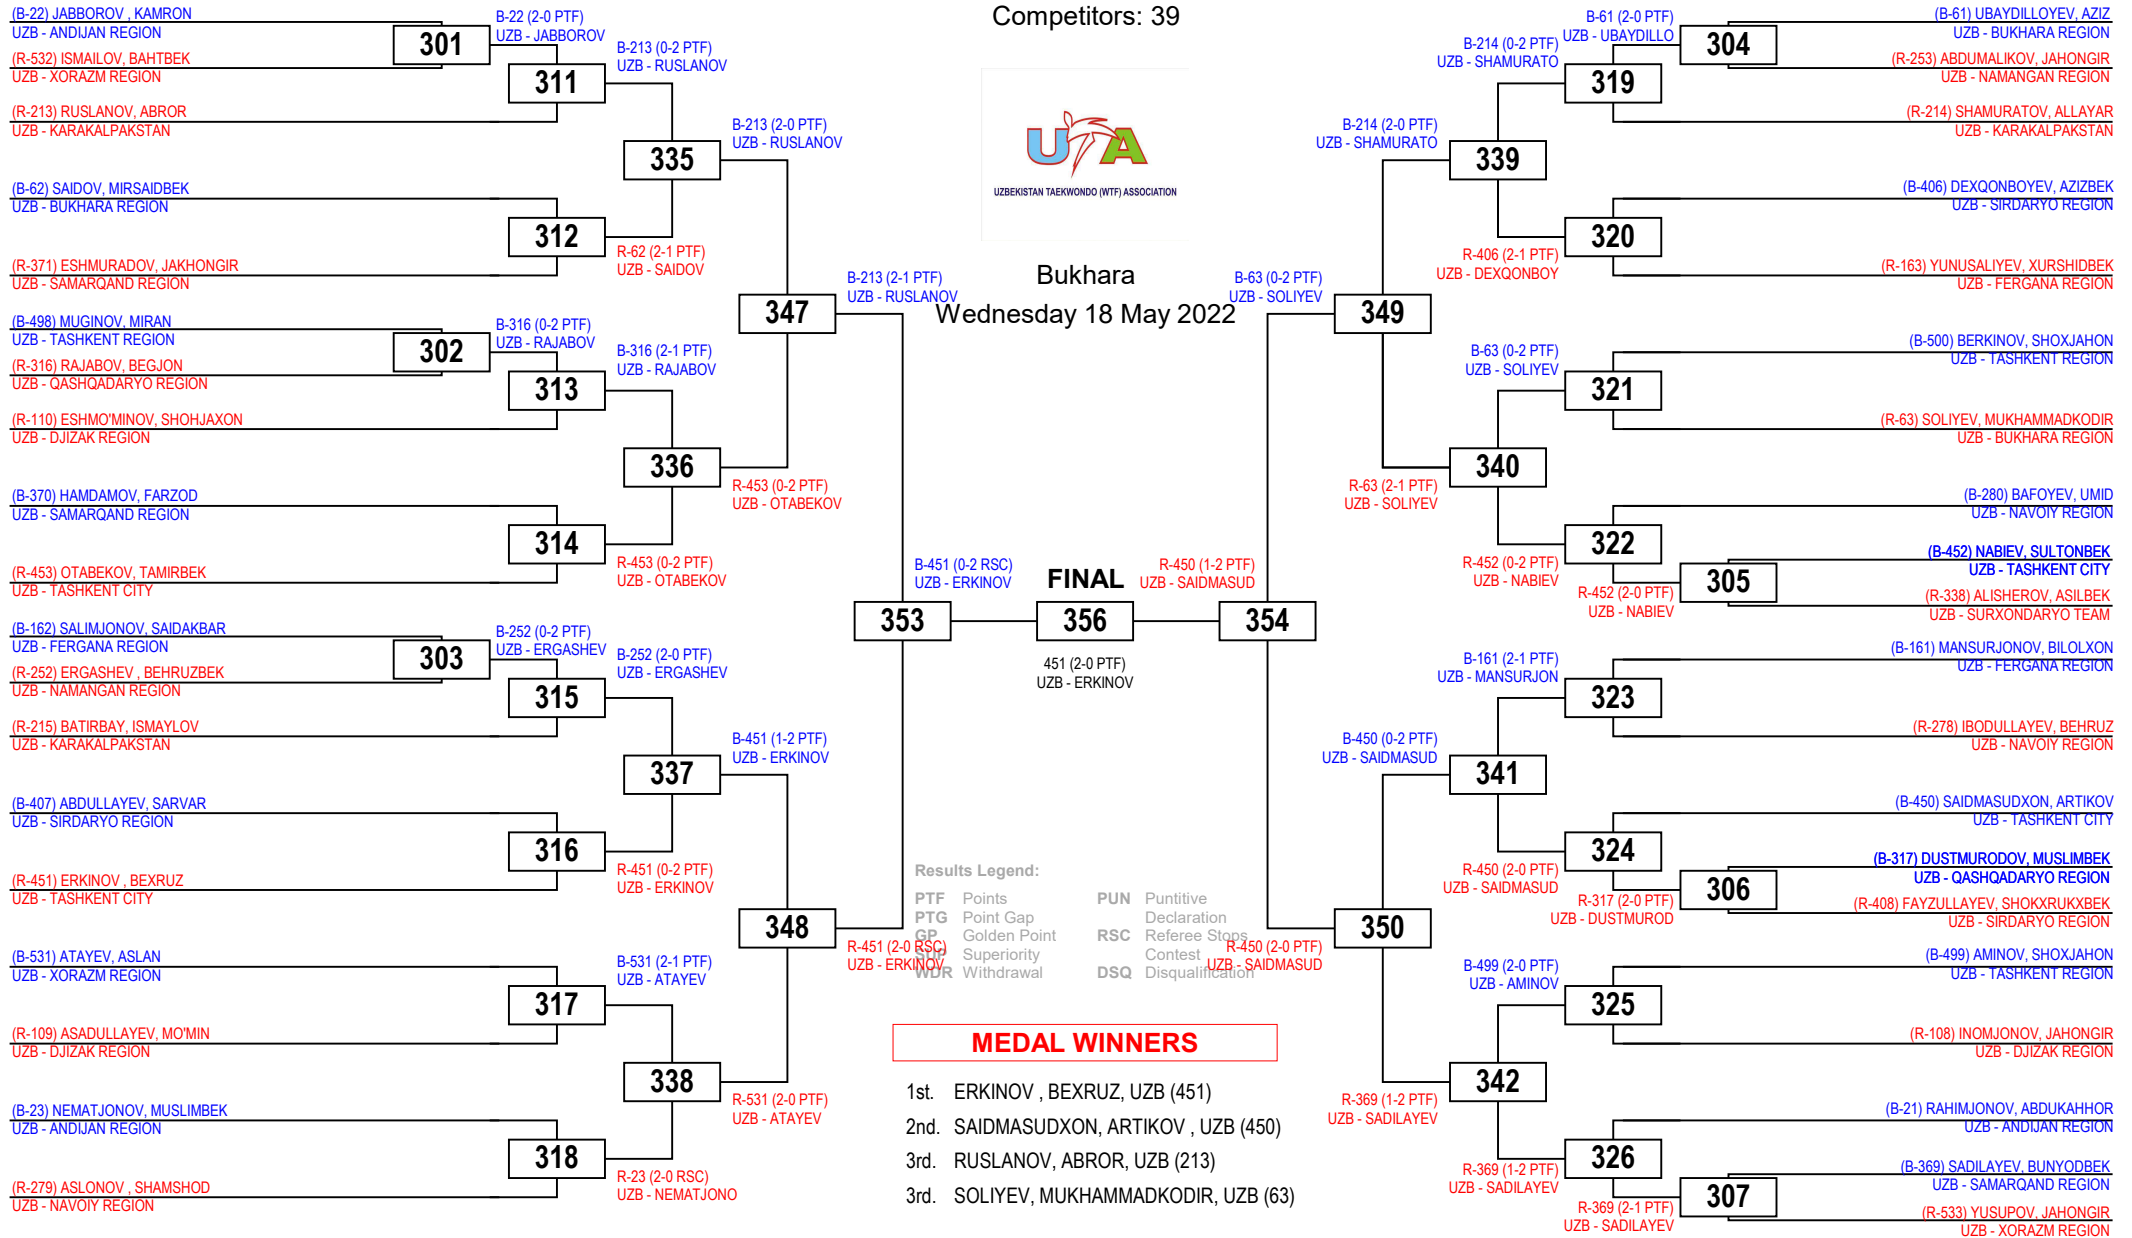 Competitors: 39
UTA
UZBEKISTAN TAEKWONDO (WTF) ASSOCIATION
Bukhara
Wednesday 18 May 2022
(B-22) JABBOROV , KAMRON
UZB - ANDIJAN REGION
(R-532) ISMAILOV, BAHTBEK
UZB - XORAZM REGION
(R-213) RUSLANOV, ABROR
UZB - KARAKALPAKSTAN
(B-62) SAIDOV, MIRSAIDBEK
UZB - BUKHARA REGION
(R-371) ESHMURADOV, JAKHONGIR
UZB - SAMARQAND REGION
(B-498) MUGINOV, MIRAN
UZB - TASHKENT REGION
(R-316) RAJABOV, BEGJON
UZB - QASHQADARYO REGION
(R-110) ESHMO'MINOV, SHOHJAXON
UZB - DJIZAK REGION
(B-370) HAMDAMOV, FARZOD
UZB - SAMARQAND REGION
(R-453) OTABEKOV, TAMIRBEK
UZB - TASHKENT CITY
(B-162) SALIMJONOV, SAIDAKBAR
UZB - FERGANA REGION
(R-252) ERGASHEV , BEHRUZBEK
UZB - NAMANGAN REGION
(R-215) BATIRBAY, ISMAYLOV
UZB - KARAKALPAKSTAN
(B-407) ABDULLAYEV, SARVAR
UZB - SIRDARYO REGION
(R-451) ERKINOV , BEXRUZ
UZB - TASHKENT CITY
(B-531) ATAYEV, ASLAN
UZB - XORAZM REGION
(R-109) ASADULLAYEV, MO'MIN
UZB - DJIZAK REGION
(B-23) NEMATJONOV, MUSLIMBEK
UZB - ANDIJAN REGION
(R-279) ASLONOV , SHAMSHOD
UZB - NAVOIY REGION
301
302
303
B-22 (2-0 PTF)
UZB - JABBOROV
B-316 (0-2 PTF)
UZB - RAJABOV
B-252 (0-2 PTF)
UZB - ERGASHEV
311
312
313
314
315
316
317
318
B-213 (0-2 PTF)
UZB - RUSLANOV
R-62 (2-1 PTF)
UZB - SAIDOV
B-316 (2-1 PTF)
UZB - RAJABOV
R-453 (0-2 PTF)
UZB - OTABEKOV
B-252 (2-0 PTF)
UZB - ERGASHEV
R-451 (0-2 PTF)
UZB - ERKINOV
B-531 (2-1 PTF)
UZB - ATAYEV
R-23 (2-0 RSC)
UZB - NEMATJONO
335
336
337
338
B-213 (2-0 PTF)
UZB - RUSLANOV
R-453 (0-2 PTF)
UZB - OTABEKOV
B-451 (1-2 PTF)
UZB - ERKINOV
R-531 (2-0 PTF)
UZB - ATAYEV
347
348
B-213 (2-1 PTF)
UZB - RUSLANOV
R-451 (2-0 RSC)
UZB - ERKINOV
353
B-451 (0-2 RSC)
UZB - ERKINOV
FINAL
356
451 (2-0 PTF)
UZB - ERKINOV
R-450 (1-2 PTF)
UZB - SAIDMASUD
354
B-63 (0-2 PTF)
UZB - SOLIYEV
R-450 (2-0 PTF)
UZB - SAIDMASUD
349
350
B-214 (2-0 PTF)
UZB - SHAMURATO
R-63 (2-1 PTF)
UZB - SOLIYEV
B-450 (0-2 PTF)
UZB - SAIDMASUD
R-369 (1-2 PTF)
UZB - SADILAYEV
339
340
341
342
B-214 (0-2 PTF)
UZB - SHAMURATO
R-406 (2-1 PTF)
UZB - DEXQONBOY
B-63 (0-2 PTF)
UZB - SOLIYEV
R-452 (0-2 PTF)
UZB - NABIEV
B-161 (2-1 PTF)
UZB - MANSURJON
R-450 (2-0 PTF)
UZB - SAIDMASUD
B-499 (2-0 PTF)
UZB - AMINOV
R-369 (1-2 PTF)
UZB - SADILAYEV
319
320
321
322
323
324
325
326
B-61 (2-0 PTF)
UZB - UBAYDILLO
R-452 (2-0 PTF)
UZB - NABIEV
R-317 (2-0 PTF)
UZB - DUSTMUROD
R-369 (2-1 PTF)
UZB - SADILAYEV
304
305
306
307
(B-61) UBAYDILLOYEV, AZIZ
UZB - BUKHARA REGION
(R-253) ABDUMALIKOV, JAHONGIR
UZB - NAMANGAN REGION
(R-214) SHAMURATOV, ALLAYAR
UZB - KARAKALPAKSTAN
(B-406) DEXQONBOYEV, AZIZBEK
UZB - SIRDARYO REGION
(R-163) YUNUSALIYEV, XURSHIDBEK
UZB - FERGANA REGION
(B-500) BERKINOV, SHOXJAHON
UZB - TASHKENT REGION
(R-63) SOLIYEV, MUKHAMMADKODIR
UZB - BUKHARA REGION
(B-280) BAFOYEV, UMID
UZB - NAVOIY REGION
(B-452) NABIEV, SULTONBEK
UZB - TASHKENT CITY
(R-338) ALISHEROV, ASILBEK
UZB - SURXONDARYO TEAM
(B-161) MANSURJONOV, BILOLXON
UZB - FERGANA REGION
(R-278) IBODULLAYEV, BEHRUZ
UZB - NAVOIY REGION
(B-450) SAIDMASUDXON, ARTIKOV
UZB - TASHKENT CITY
(B-317) DUSTMURODOV, MUSLIMBEK
UZB - QASHQADARYO REGION
(R-408) FAYZULLAYEV, SHOKXRUKXBEK
UZB - SIRDARYO REGION
(B-499) AMINOV, SHOXJAHON
UZB - TASHKENT REGION
(R-108) INOMJONOV, JAHONGIR
UZB - DJIZAK REGION
(B-21) RAHIMJONOV, ABDUKAHHOR
UZB - ANDIJAN REGION
(B-369) SADILAYEV, BUNYODBEK
UZB - SAMARQAND REGION
(R-533) YUSUPOV, JAHONGIR
UZB - XORAZM REGION
Results Legend:
PTF Points PUN Puntitive
PTG Point Gap Declaration
GP Golden Point RSC Referee Stops
SUP Superiority Contest
WDR Withdrawal DSQ Disqualification
MEDAL WINNERS
1st. ERKINOV , BEXRUZ, UZB (451)
2nd. SAIDMASUDXON, ARTIKOV , UZB (450)
3rd. RUSLANOV, ABROR, UZB (213)
3rd. SOLIYEV, MUKHAMMADKODIR, UZB (63)